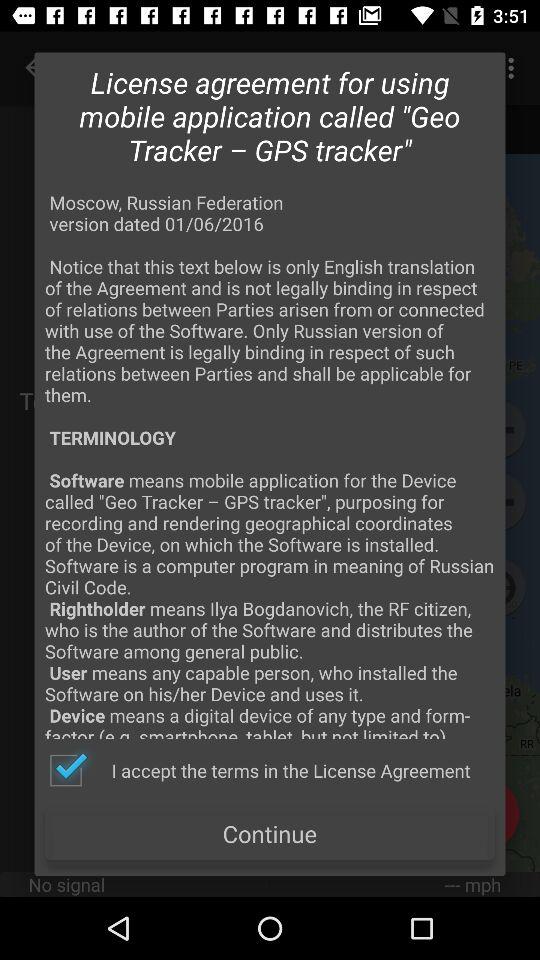 3:51
License agreement for using
mobile application called "Geo
Tracker – GPS tracker"
Moscow, Russian Federation
version dated 01/06/2016
Notice that this text below is only English translation
of the Agreement and is not legally binding in respect
of relations between Parties arisen from or connected
with use of the Software. Only Russian version of
the Agreement is legally binding in respect of such
relations between Parties and shall be applicable for
them.
TERMINOLOGY
Software means mobile application for the Device
called "Geo Tracker – GPS tracker", purposing for
recording and rendering geographical coordinates
of the Device, on which the Software is installed.
Software is a computer program in meaning of Russian
Civil Code.
Rightholder means Ilya Bogdanovich, the RF citizen,
who is the author of the Software and distributes the
Software among general public.
User means any capable person, who installed the
Software on his/her Device and uses it.
Device means a digital device of any type and form-
factor (e.g. smartphone, tablet, but not limited to)
I accept the terms in the License Agreement
Continue
No signal
--- mph
PE
ela
RR